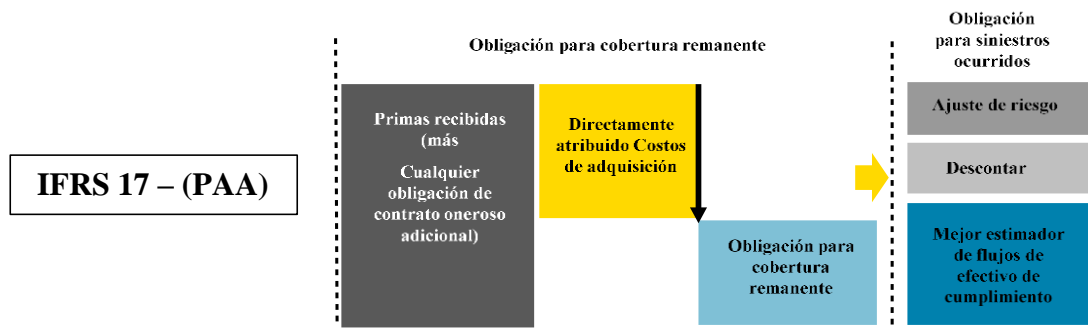 IFRS 17 – (PAA)
Obligación para cobertura remanente
Primas recibidas
(más
Cualquier
obligación de
contrato oneroso
adicional)
Directamente
atribuido Costos
de adquisición
Obligación para
cobertura
remanente
Obligación
para siniestros
ocurridos
Ajuste de riesgo
Descontar
Mejor estimador
de flujos de
efectivo de
cumplimiento